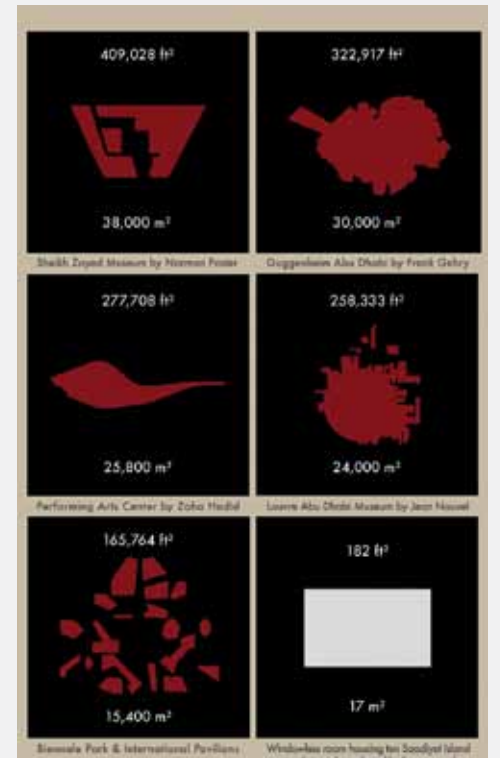 409,028 ft²
38,000 m²
Sheikh Zayed Museum by Norman Foster
322,917 ft²
30,000 m²
Guggenheim Abu Dhabi by Frank Gehry
277,708 ft²
25,800 m²
Performing Arts Center by Zaha Hadid
258,333 ft²
24,000 m²
Louvre Abu Dhabi Museum by Jean Nouvel
165,764 ft²
15,400 m²
Biennale Park & International Pavilions
182 ft²
17 m²
Windowless room housing ten Saadiyat Island